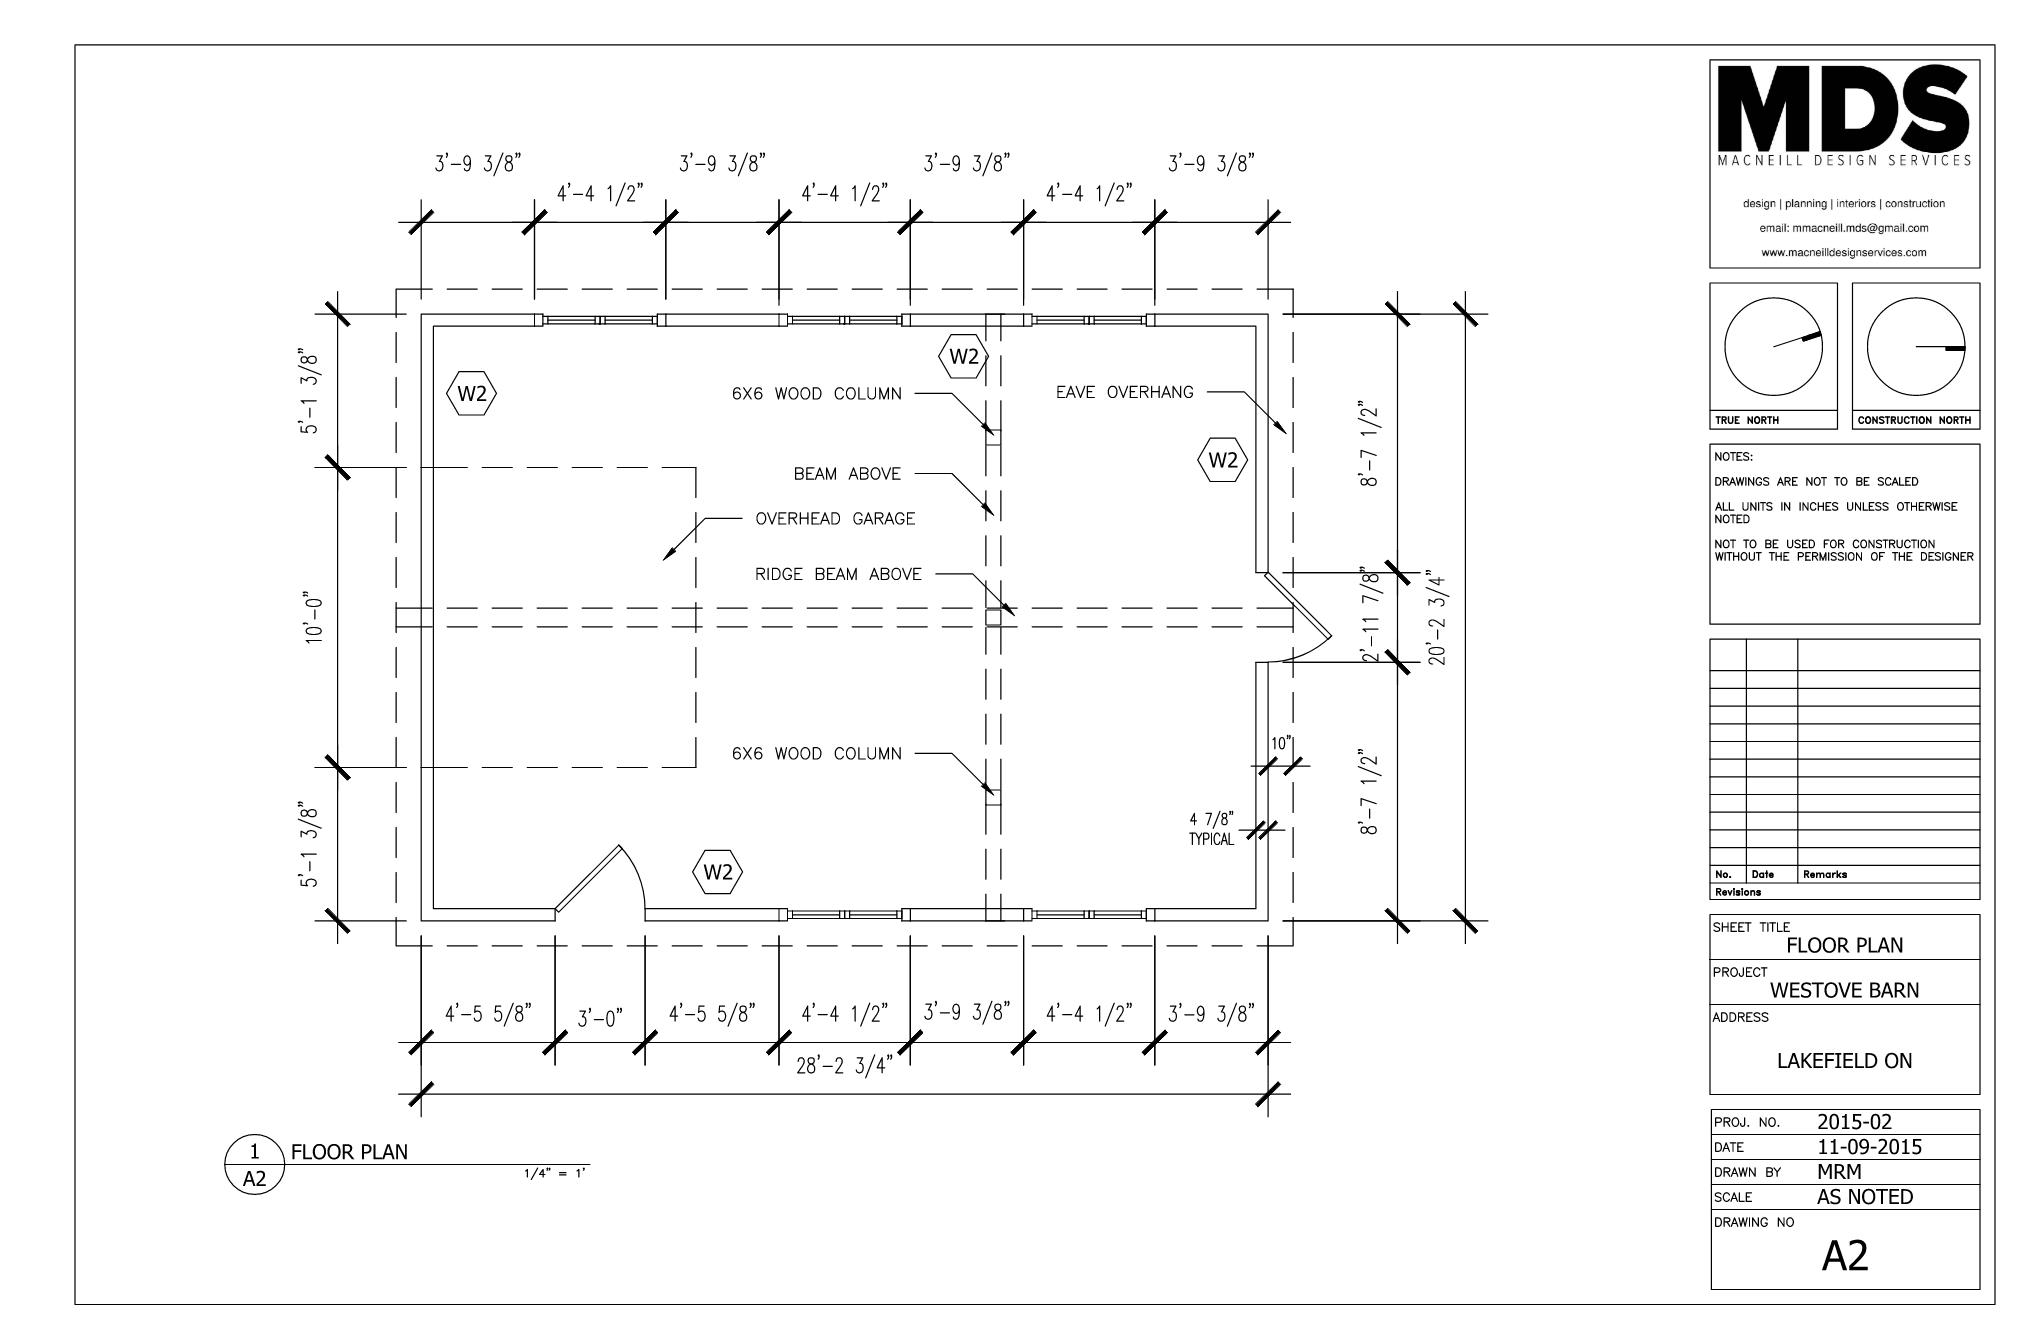 3'-9 3/8"
3'-9 3/8"
3'-9 3/8"
3'-9 3/8"
4'-4 1/2"
4'-4 1/2"
4'-4 1/2"
5'-1 3/8"
10'-0"
5'-1 3/8"
W2
W2
W2
W2
6X6 WOOD COLUMN
EAVE OVERHANG
BEAM ABOVE
OVERHEAD GARAGE
RIDGE BEAM ABOVE
6X6 WOOD COLUMN
8'-7 1/2"
2'-11 7/8"
20'-2 3/4"
8'-7 1/2"
10"
4 7/8"
TYPICAL
4'-5 5/8"
3'-0"
4'-5 5/8"
4'-4 1/2"
3'-9 3/8"
4'-4 1/2"
3'-9 3/8"
28'-2 3/4"
1
A2
FLOOR PLAN
1/4" = 1'
MDS
MACNEILL DESIGN SERVICES
design | planning | interiors | construction
email: mmacneill.mds@gmail.com
www.macneilldesignservices.com
TRUE NORTH
CONSTRUCTION NORTH
NOTES:
DRAWINGS ARE NOT TO BE SCALED
ALL UNITS IN INCHES UNLESS OTHERWISE
NOTED
NOT TO BE USED FOR CONSTRUCTION
WITHOUT THE PERMISSION OF THE DESIGNER
No. Date Remarks
Revisions
SHEET TITLE
FLOOR PLAN
PROJECT
WESTOVE BARN
ADDRESS
LAKEFIELD ON
PROJ. NO. 2015-02
DATE 11-09-2015
DRAWN BY MRM
SCALE AS NOTED
DRAWING NO
A2